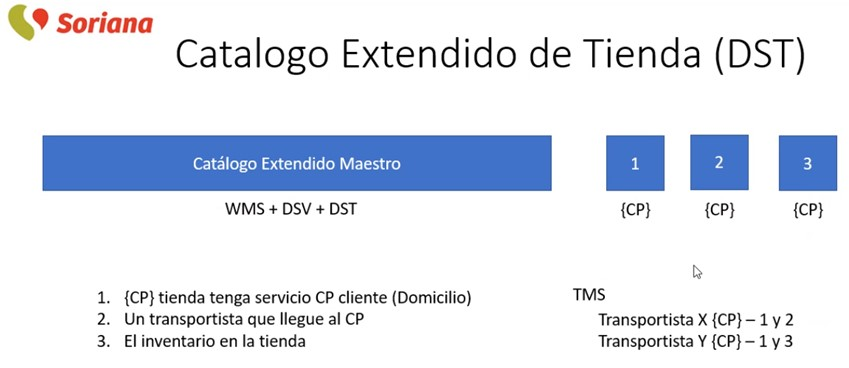 Soriana
Catalogo Extendido de Tienda (DST)
Catálogo Extendido Maestro
1
2
3
WMS + DSV + DST
{CP}
{CP}
{CP}
1. {CP} tienda tenga servicio CP cliente (Domicilio)
2. Un transportista que llegue al CP
3. El inventario en la tienda
TMS
Transportista X {CP} – 1 y 2
Transportista Y {CP} – 1 y 3